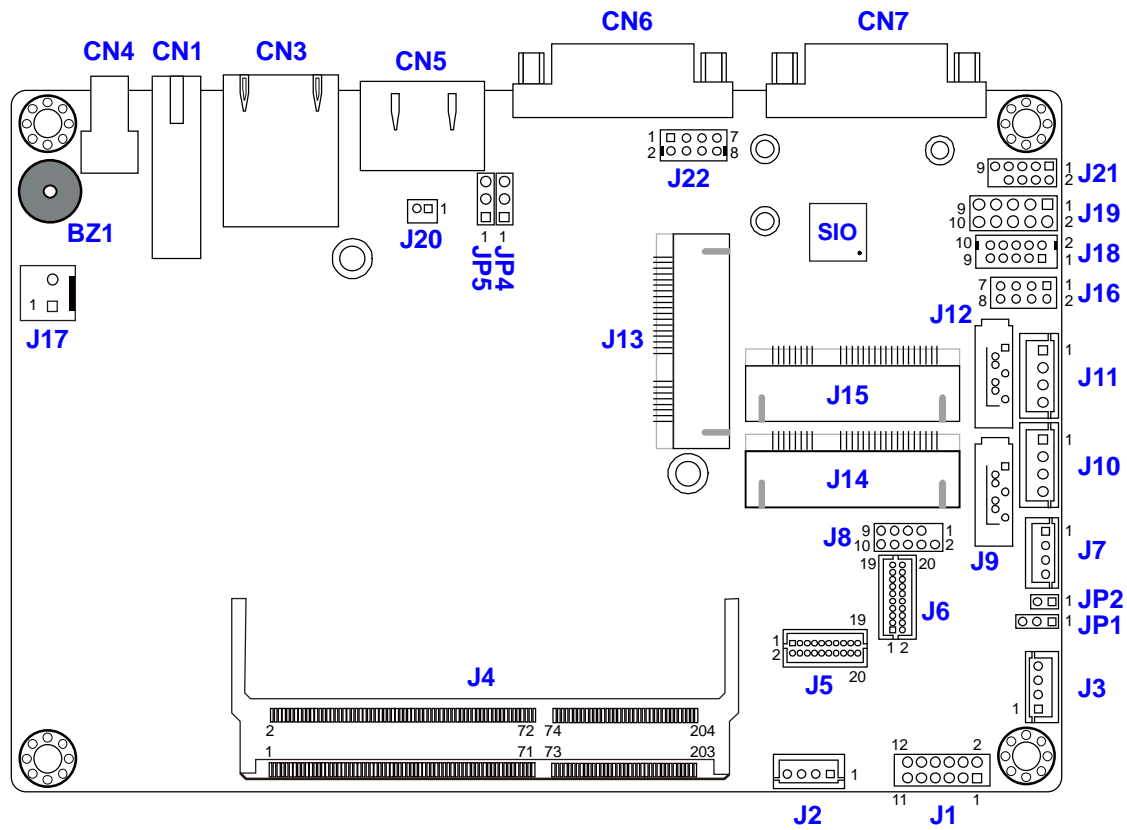 CN4 CN1 CN3 CN5 CN6 CN7
1 7
2 8
J22
9 1
2
J21
BZ1
1
J20
1 1
JP5 JP4
SIO
9 1
10 2
J19
10 2
9 1
J18
7 1
8 2
J16
1
J17
J13
J12
1
J11
J15
1
J10
J14
J9
J8
9 1
10 2
1
J7
19 20
J6
1 2
1 JP2
1 JP1
1 19
2 20
J5
J4
1
J3
2 72 74 204
1 71 73 203
1
J2
12 2
11 1
J1